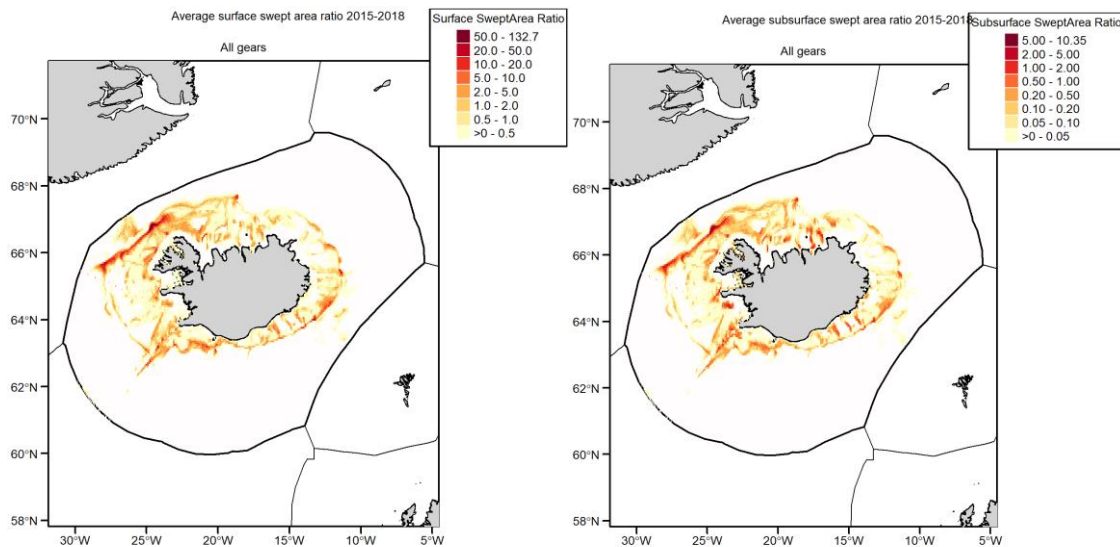 Average surface swept area ratio 2015-2018
All gears
Surface SweptArea Ratio
50.0 - 132.7
20.0 - 50.0
10.0 - 20.0
5.0 - 10.0
2.0 - 5.0
1.0 - 2.0
0.5 - 1.0
>0 - 0.5
70°N
68°N
66°N
64°N
62°N
60°N
58°N
30°W 25°W 20°W 15°W 10°W 5°W
Average subsurface swept area ratio 2015-2018
All gears
Subsurface SweptArea Ratio
5.00 - 10.35
2.00 - 5.00
1.00 - 2.00
0.50 - 1.00
0.20 - 0.50
0.10 - 0.20
0.05 - 0.10
>0 - 0.05
70°N
68°N
66°N
64°N
62°N
60°N
58°N
30°W 25°W 20°W 15°W 10°W 5°W